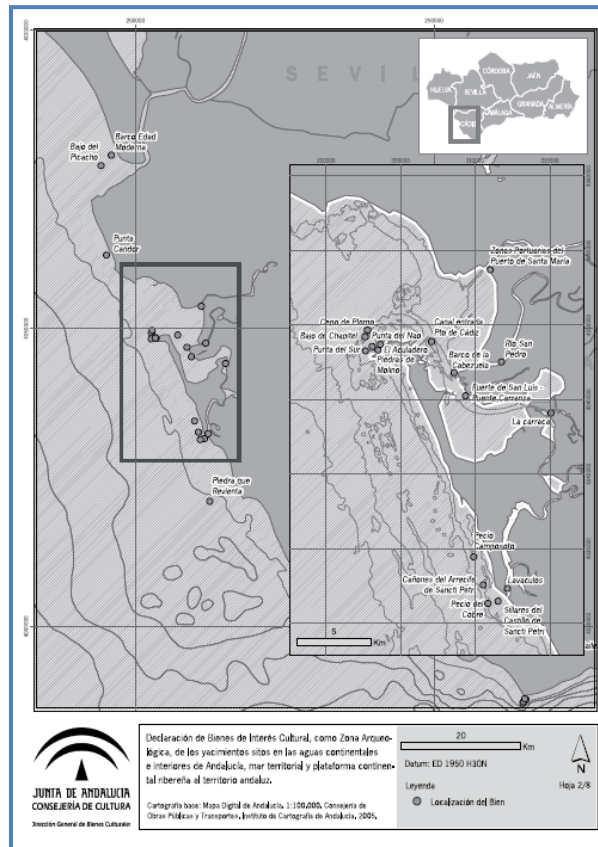 SEVIL
HUELVA
SEVILLA
CÓRDOBA
JAÉN
CÁDIZ
MÁLAGA
GRANADA
ALMERÍA
Barco Edad
Moderna
Bajo del
Picacho
Punta
Candor
Piedra que
Revienta
Zonas Portuarias del
Puerto de Santa María
Canal entrada
Pto de Cádiz
Cepo de Plomo
Bajo de Chapitel
Punta del Nao
Punta del Sur
El Aculadero
Piedras de
Molino
Barco de la
Cabezuela
Río San
Pedro
Fuerte de San Luis -
Puente Carranza
La carraca
Pecio
Camposoto
Cañones del Arrecife
de Sancti Petri
Lavaculos
Pecio del
Cobre
Sillares del
Castillo de
Sancti Petri
5
Km
JUNTA DE ANDALUCIA
CONSEJERÍA DE CULTURA
Dirección General de Bienes Culturales
Declaración de Bienes de Interés Cultural, como Zona Arqueo-
lógica, de los yacimientos sitos en las aguas continentales
e interiores de Andalucía, mar territorial y plataforma continen-
tal ribereña al territorio andaluz.
Cartografía base: Mapa Digital de Andalucía, 1:100,000, Consejería de
Obras Públicas y Transportes, Instituto de Cartografía de Andalucía, 2005,
20
Km
Datum: ED 1950 H30N
N
Leyenda
Hoja 2/8
Localización del Bien